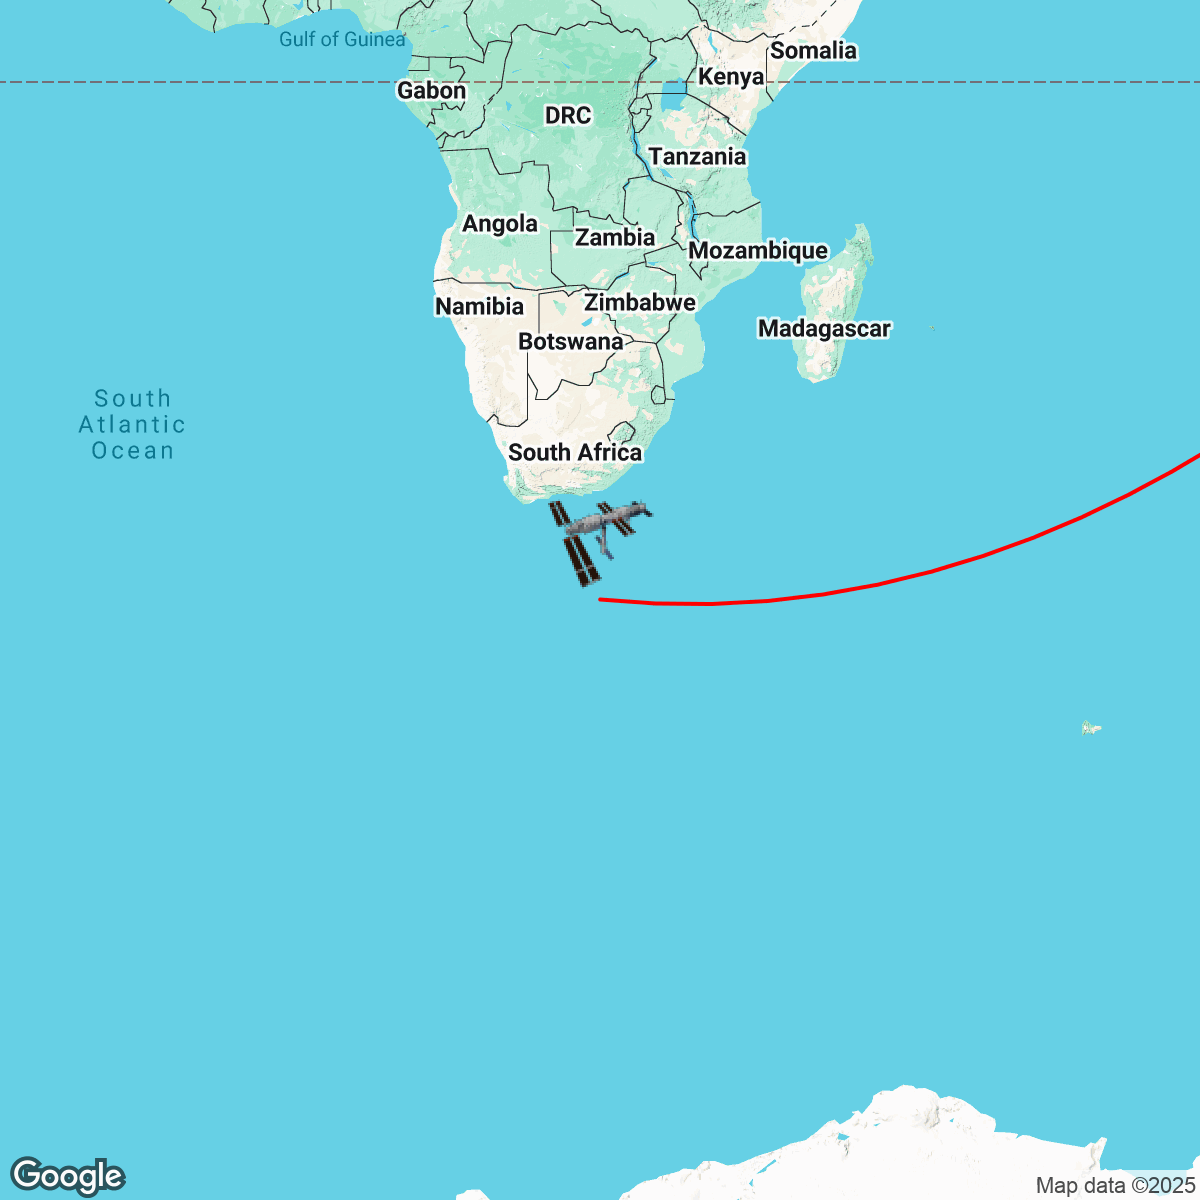 Gulf of Guinea
Somalia
Kenya
Gabon
DRC
Tanzania
Angola
Zambia
Mozambique
Namibia
Zimbabwe
Madagascar
Botswana
South
Atlantic
Ocean
South Africa
Google
Map data ©2025